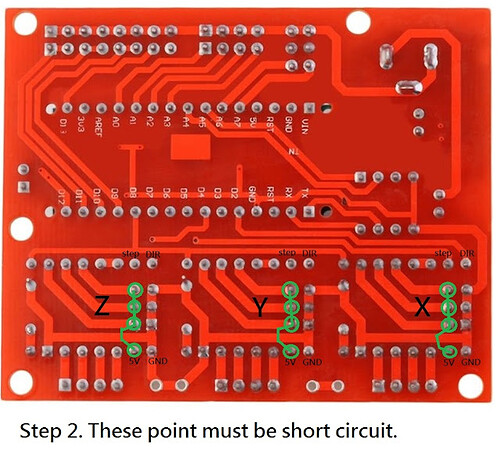 D1 3V3 AREF A0 A1 A2 A3 A4 A5 A6 A7 5V RST GND VIN
D12 D11 D10 D9 D8 D7 D6 D5 D4 D3 D2 GND RST RX TX
step DIR step DIR step DIR
Z Y X
5V GND 5V GND 5V GND
Step 2. These point must be short circuit.